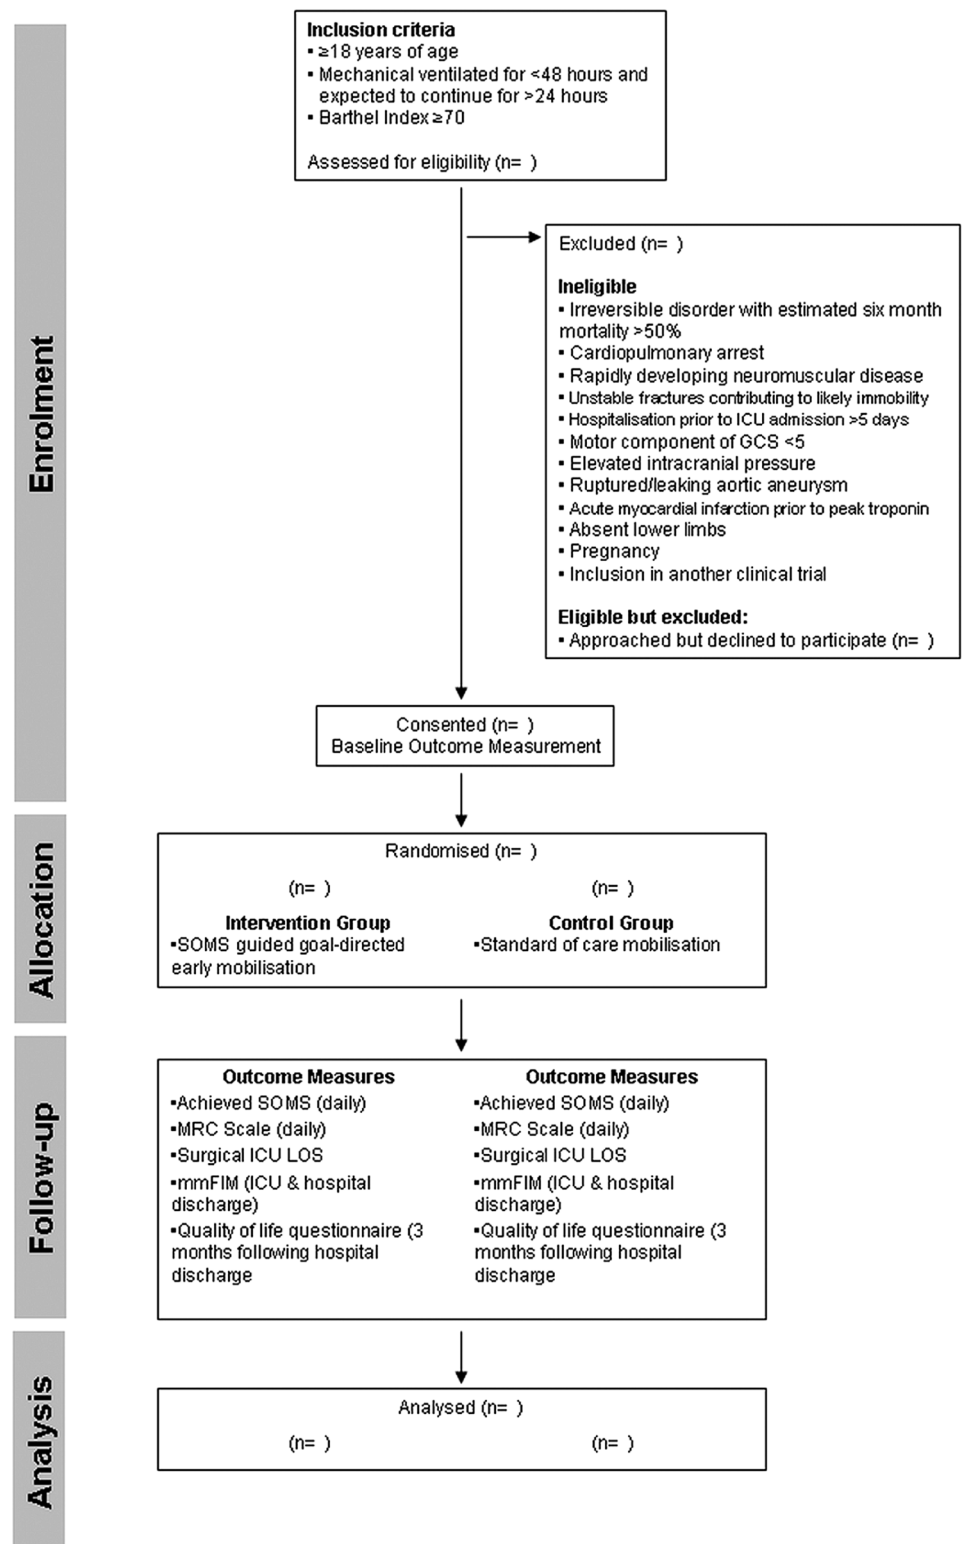 Enrolment
Inclusion criteria
▪ ≥18 years of age
▪ Mechanical ventilated for <48 hours and
expected to continue for >24 hours
▪ Barthel Index ≥70
Assessed for eligibility (n=  )
Excluded (n=  )
Ineligible
▪ Irreversible disorder with estimated six month
mortality >50%
▪ Cardiopulmonary arrest
▪ Rapidly developing neuromuscular disease
▪ Unstable fractures contributing to likely immobility
▪ Hospitalisation prior to ICU admission >5 days
▪ Motor component of GCS <5
▪ Elevated intracranial pressure
▪ Ruptured/leaking aortic aneurysm
▪ Acute myocardial infarction prior to peak troponin
▪ Absent lower limbs
▪ Pregnancy
▪ Inclusion in another clinical trial
Eligible but excluded:
▪ Approached but declined to participate (n=  )
Consented (n=  )
Baseline Outcome Measurement
Allocation
Randomised (n=  )
(n=  )
Intervention Group
▪SOMS guided goal-directed
early mobilisation
(n=  )
Control Group
▪Standard of care mobilisation
Follow-up
Outcome Measures
▪Achieved SOMS (daily)
▪MRC Scale (daily)
▪Surgical ICU LOS
▪mmFIM (ICU & hospital
discharge)
▪Quality of life questionnaire (3
months following hospital
discharge
Outcome Measures
▪Achieved SOMS (daily)
▪MRC Scale (daily)
▪Surgical ICU LOS
▪mmFIM (ICU & hospital
discharge)
▪Quality of life questionnaire (3
months following hospital
discharge
Analysis
Analysed (n=  )
(n=  )
(n=  )